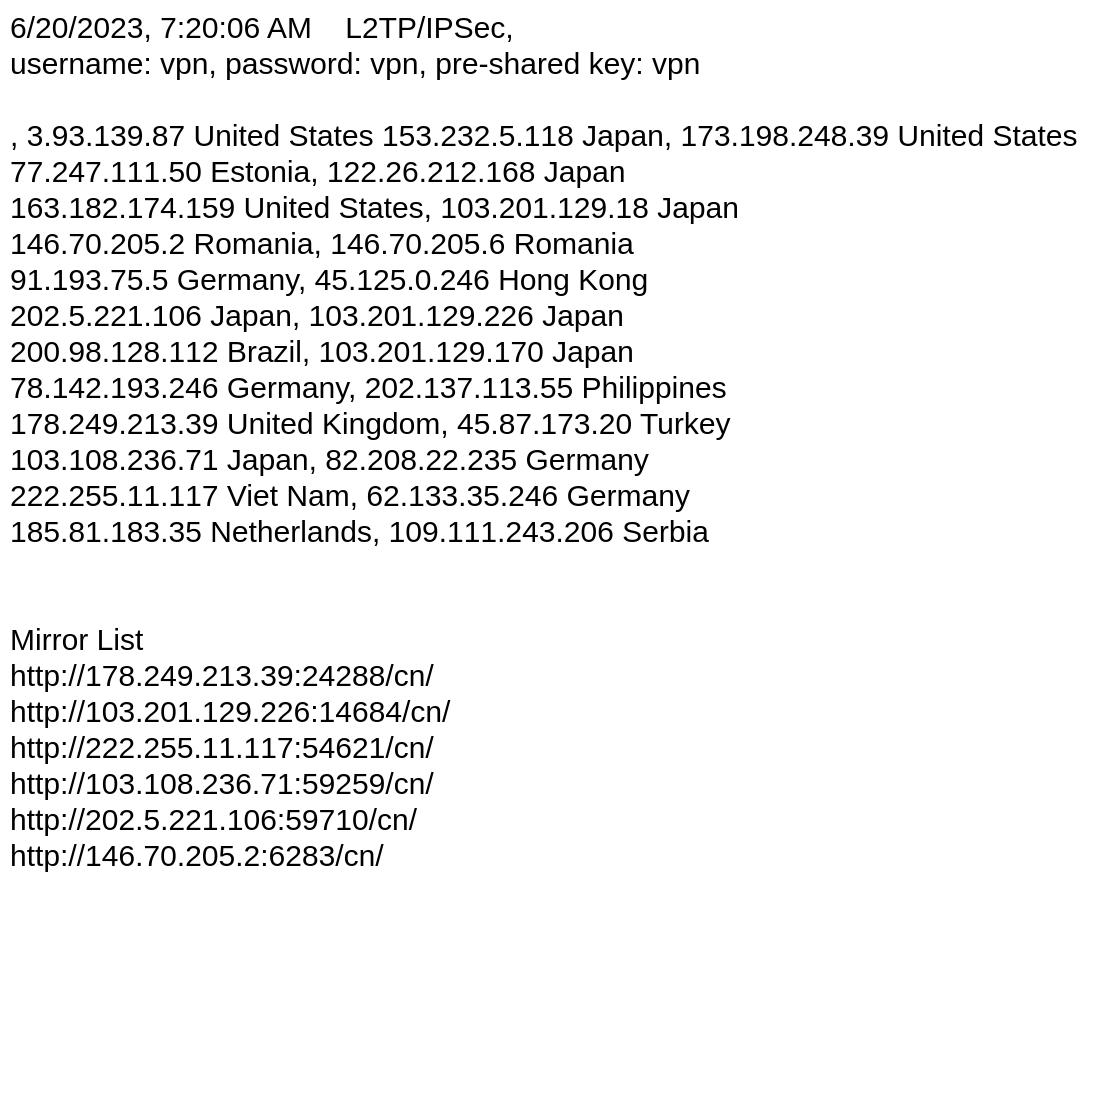 6/20/2023, 7:20:06 AM    L2TP/IPSec,
username: vpn, password: vpn, pre-shared key: vpn
, 3.93.139.87 United States 153.232.5.118 Japan, 173.198.248.39 United States
77.247.111.50 Estonia, 122.26.212.168 Japan
163.182.174.159 United States, 103.201.129.18 Japan
146.70.205.2 Romania, 146.70.205.6 Romania
91.193.75.5 Germany, 45.125.0.246 Hong Kong
202.5.221.106 Japan, 103.201.129.226 Japan
200.98.128.112 Brazil, 103.201.129.170 Japan
78.142.193.246 Germany, 202.137.113.55 Philippines
178.249.213.39 United Kingdom, 45.87.173.20 Turkey
103.108.236.71 Japan, 82.208.22.235 Germany
222.255.11.117 Viet Nam, 62.133.35.246 Germany
185.81.183.35 Netherlands, 109.111.243.206 Serbia
Mirror List
http://178.249.213.39:24288/cn/
http://103.201.129.226:14684/cn/
http://222.255.11.117:54621/cn/
http://103.108.236.71:59259/cn/
http://202.5.221.106:59710/cn/
http://146.70.205.2:6283/cn/